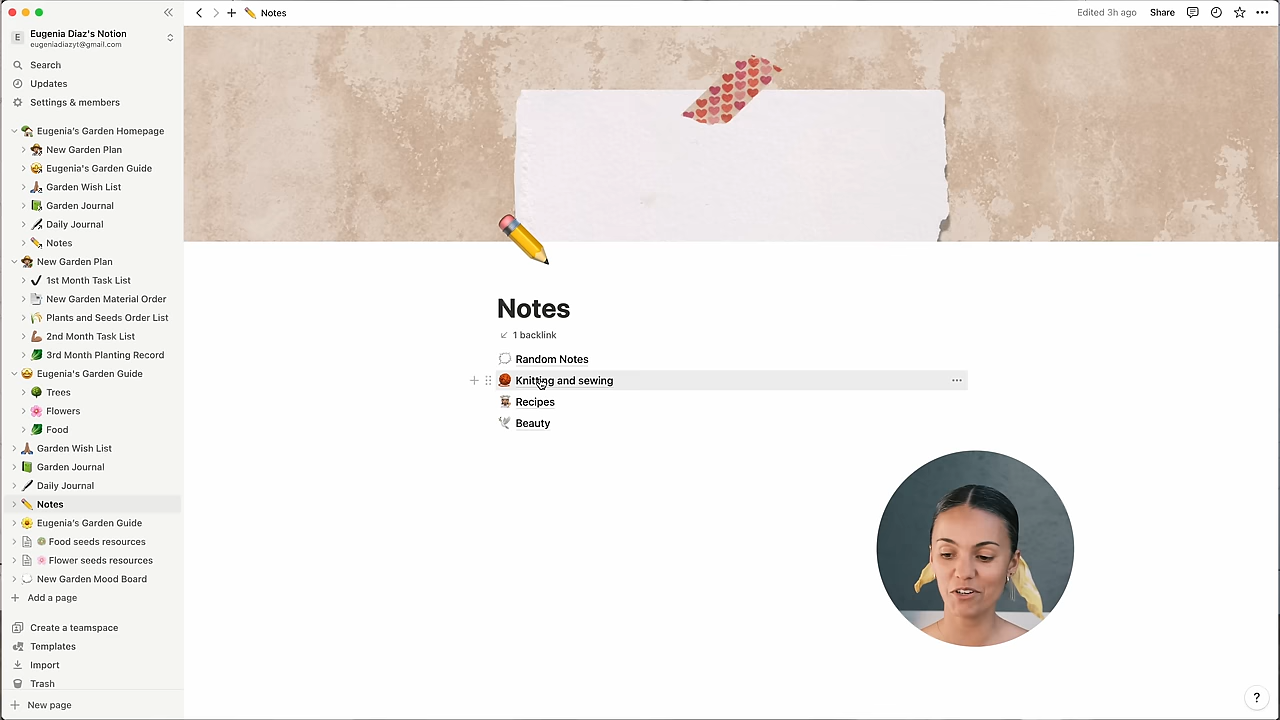 Notes
Edited 3h ago
Share
E
Eugenia Diaz's Notion
eugeniadiazyt@gmail.com
Search
Updates
Settings & members
Eugenia's Garden Homepage
New Garden Plan
Eugenia's Garden Guide
Garden Wish List
Garden Journal
Daily Journal
Notes
New Garden Plan
1st Month Task List
New Garden Material Order
Plants and Seeds Order List
2nd Month Task List
3rd Month Planting Record
Eugenia's Garden Guide
Trees
Flowers
Food
Garden Wish List
Garden Journal
Daily Journal
Notes
Eugenia's Garden Guide
Food seeds resources
Flower seeds resources
New Garden Mood Board
Add a page
Create a teamspace
Templates
Import
Trash
New page
Notes
1 backlink
Random Notes
Knitting and sewing
Recipes
Beauty
?